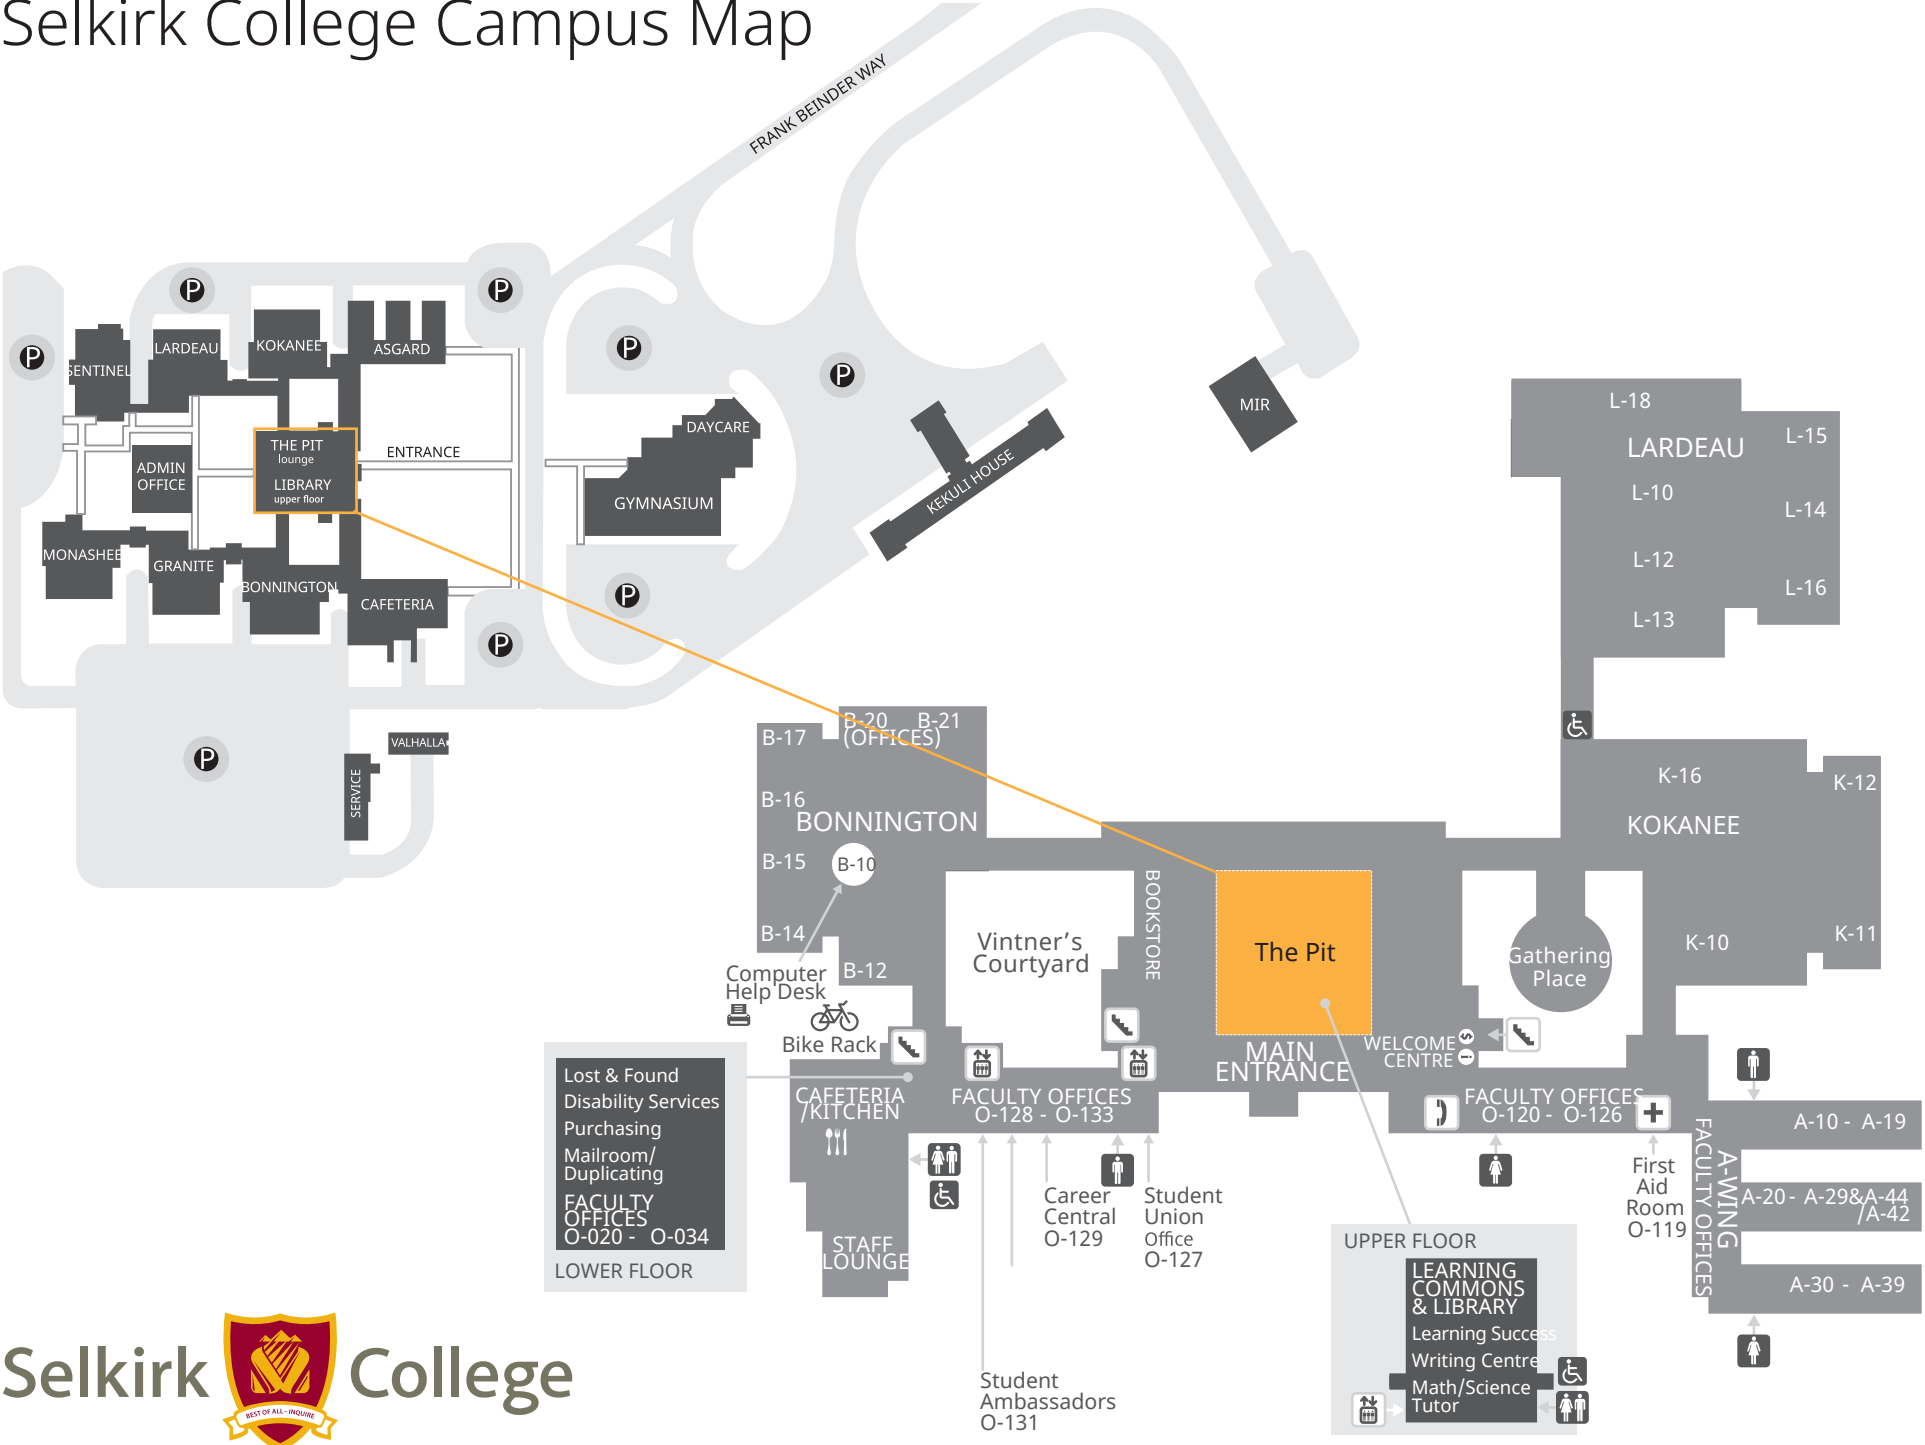 Selkirk College Campus Map
FRANK BEINDER WAY
P
P
P
P
P
P
P
P
SENTINEL
LARDEAU
KOKANEE
ASGARD
THE PIT
lounge
LIBRARY
upper floor
ENTRANCE
ADMIN
OFFICE
MONASHEE
GRANITE
BONNINGTON
CAFETERIA
DAYCARE
GYMNASIUM
KEKULI HOUSE
MIR
VALHALLA
SERVICE
L-18
LARDEAU
L-15
L-10
L-14
L-12
L-16
L-13
B-20 B-21
(OFFICES)
B-17
B-16
BONNINGTON
B-15
B-10
B-14
B-12
Computer
Help Desk
Bike Rack
Vintner’s
Courtyard
BOOKSTORE
The Pit
MAIN
ENTRANCE
WELCOME
CENTRE
$
i
Gathering
Place
K-16
K-12
KOKANEE
K-10
K-11
Lost & Found
Disability Services
Purchasing
Mailroom/
Duplicating
FACULTY
OFFICES
O-020 - O-034
LOWER FLOOR
CAFETERIA
/KITCHEN
STAFF
LOUNGE
FACULTY OFFICES
O-128 - O-133
FACULTY OFFICES
O-120 - O-126
Career
Central
O-129
Student
Union
Office
O-127
Student
Ambassadors
O-131
First
Aid
Room
O-119
A-WING
FACULTY OFFICES
A-10 - A-19
A-20 - A-29&A-44
/A-42
A-30 - A-39
UPPER FLOOR
LEARNING
COMMONS
& LIBRARY
Learning Success
Writing Centre
Math/Science
Tutor
Selkirk College
BEST OF ALL – INQUIRE